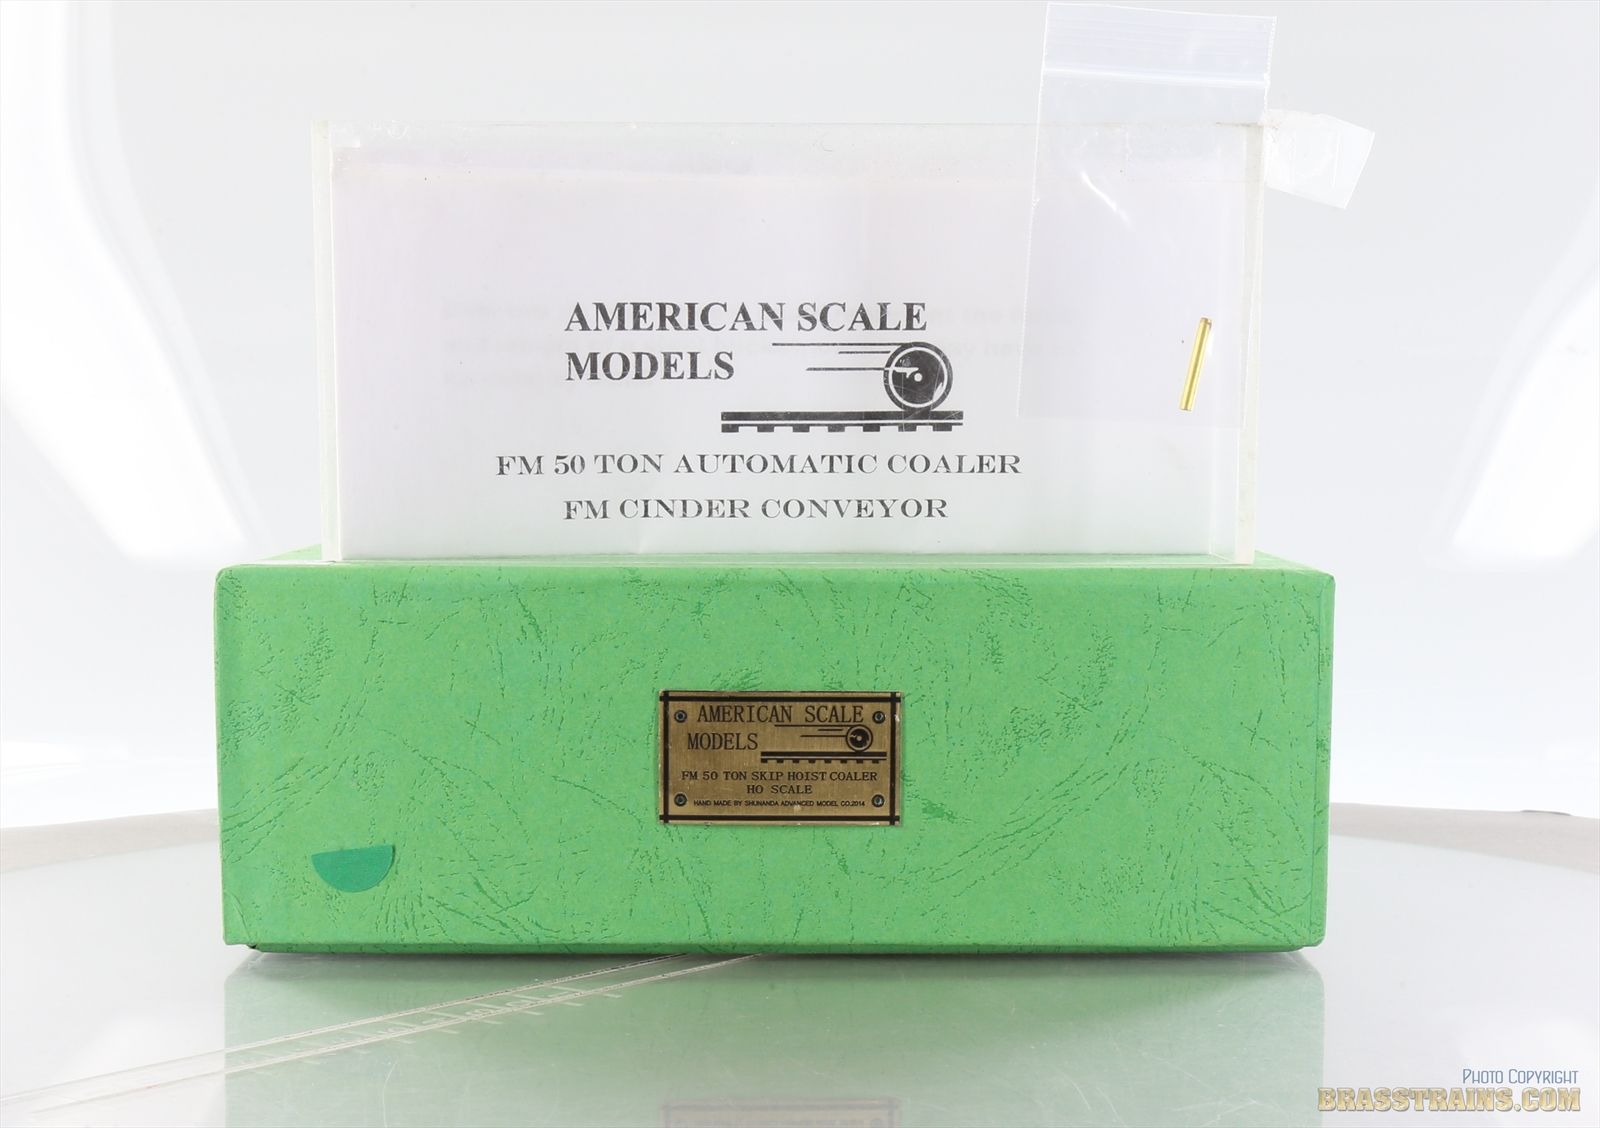 AMERICAN SCALE
MODELS
FM 50 TON AUTOMATIC COALER
FM CINDER CONVEYOR
AMERICAN SCALE
MODELS
FM 50 TON SKIP HOIST COALER
HO SCALE
HAND MADE BY SHUNANDA ADVANCED MODEL CO.2014
PHOTO COPYRIGHT
BRASSTRAINS.COM